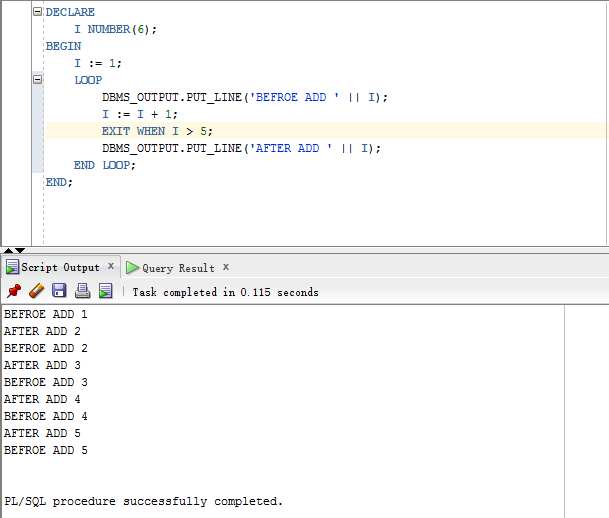 DECLARE
I NUMBER(6);
BEGIN
I := 1;
LOOP
DBMS_OUTPUT.PUT_LINE('BEFROE ADD ' || I);
I := I + 1;
EXIT WHEN I > 5;
DBMS_OUTPUT.PUT_LINE('AFTER ADD ' || I);
END LOOP;
END;
Script Output x Query Result x
Task completed in 0.115 seconds
BEFROE ADD 1
AFTER ADD 2
BEFROE ADD 2
AFTER ADD 3
BEFROE ADD 3
AFTER ADD 4
BEFROE ADD 4
AFTER ADD 5
BEFROE ADD 5
PL/SQL procedure successfully completed.